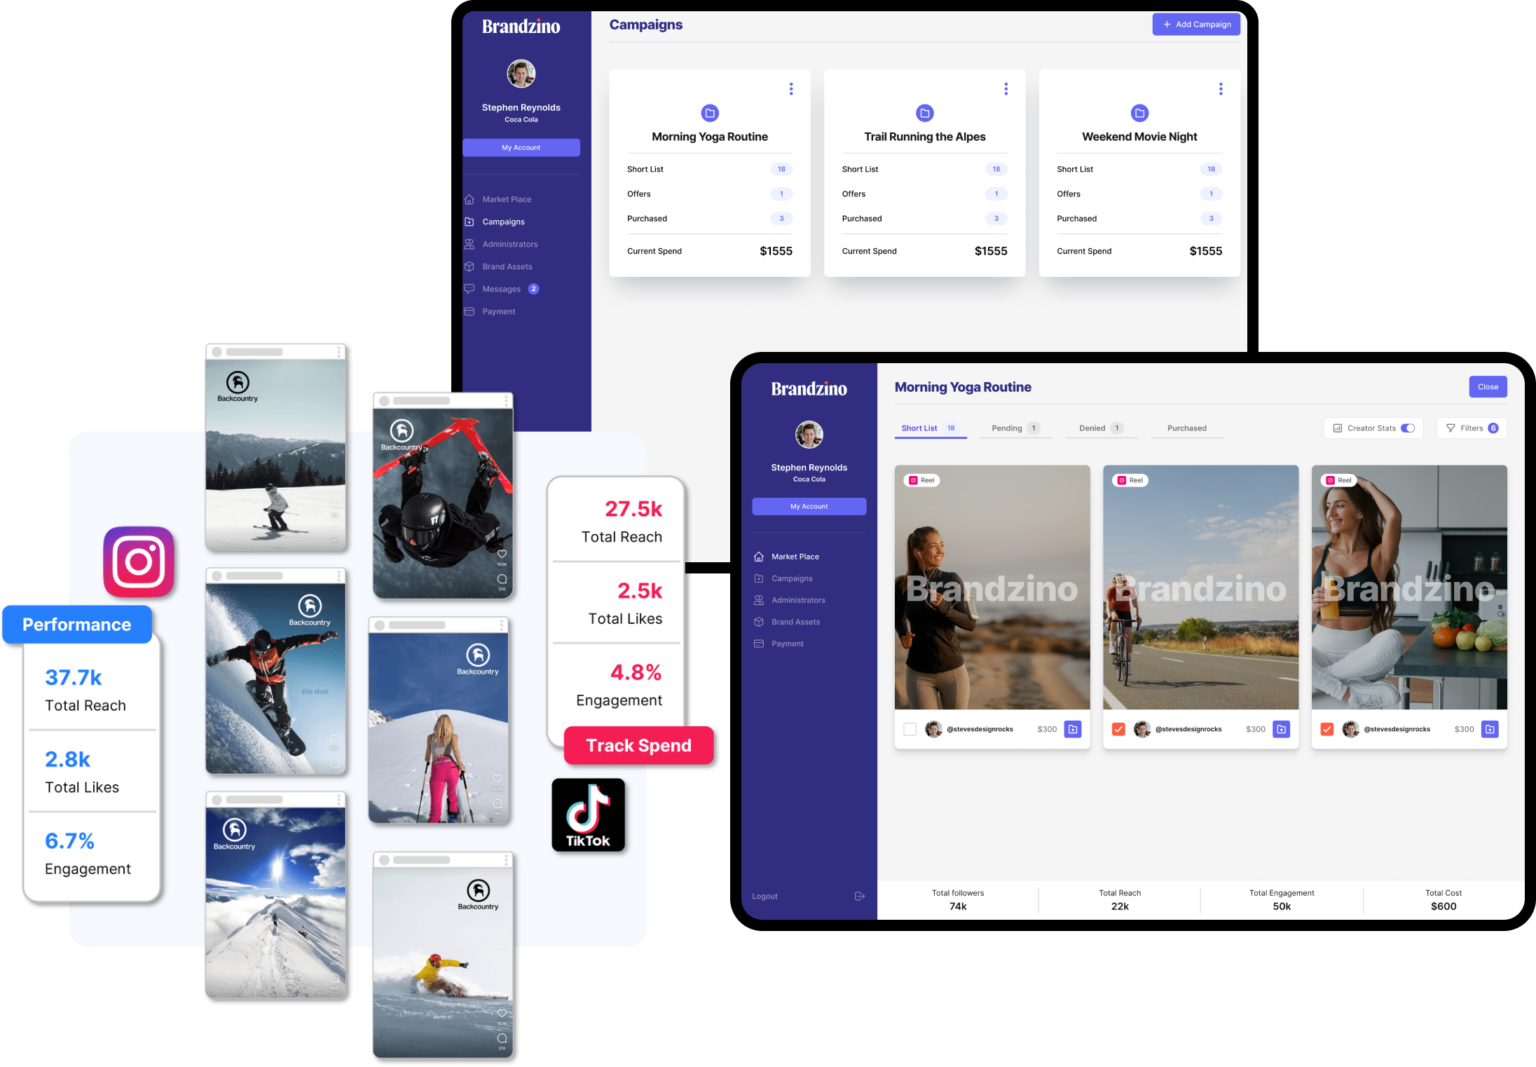 Brandzino
Stephen Reynolds
Coca Cola
My Account
Market Place
Campaigns
Administrators
Brand Assets
Messages 2
Payment
Campaigns
+ Add Campaign
Morning Yoga Routine
Short List 18
Offers 1
Purchased 3
Current Spend $1555
Trail Running the Alpes
Short List 18
Offers 1
Purchased 3
Current Spend $1555
Weekend Movie Night
Short List 18
Offers 1
Purchased 3
Current Spend $1555
Brandzino
Stephen Reynolds
Coca Cola
My Account
Market Place
Campaigns
Administrators
Brand Assets
Payment
Logout
Morning Yoga Routine
Close
Short List 18
Pending 1
Denied 1
Purchased
Creator Stats
Filters 6
Reel
Brandzino
@stevesdesignrocks $300
Reel
Brandzino
@stevesdesignrocks $300
Reel
Brandzino
@stevesdesignrocks $300
Total followers
74k
Total Reach
22k
Total Engagement
50k
Total Cost
$600
Performance
37.7k
Total Reach
2.8k
Total Likes
6.7%
Engagement
Backcountry
Backcountry
Backcountry
the shot
Backcountry
Backcountry
Backcountry
27.5k
Total Reach
2.5k
Total Likes
4.8%
Engagement
Track Spend
TikTok